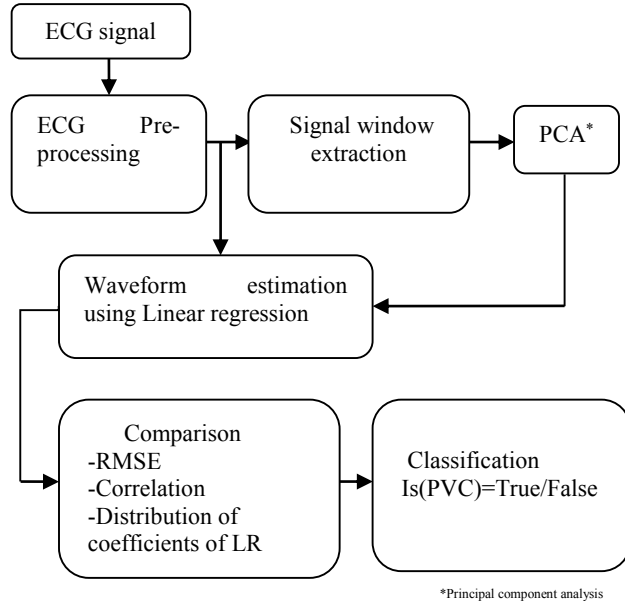 ECG signal
ECG Pre-
processing
Signal window
extraction
PCA*
Waveform estimation
using Linear regression
Comparison
-RMSE
-Correlation
-Distribution of
coefficients of LR
Classification
Is(PVC)=True/False
*Principal component analysis